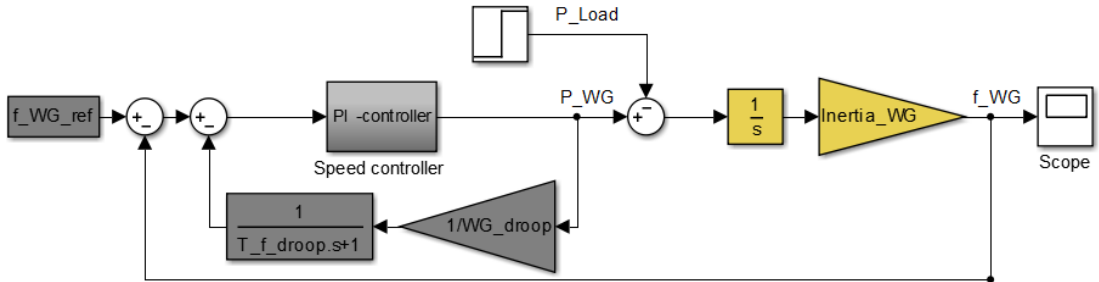 P_Load
f_WG_ref
+
−
+
−
PI -controller
Speed controller
P_WG
−
+
1
s
Inertia_WG
f_WG
Scope
1
T_f_droop.s+1
1/WG_droop